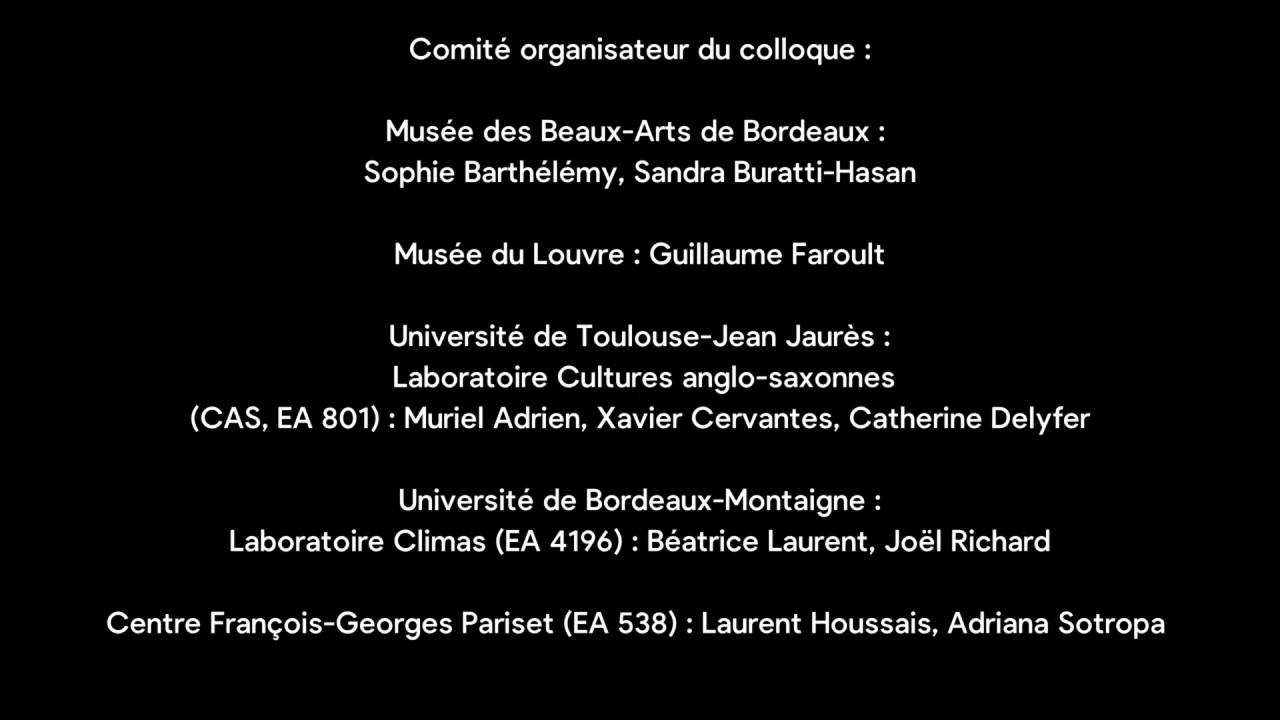 Comité organisateur du colloque :
Musée des Beaux-Arts de Bordeaux :
Sophie Barthélémy, Sandra Buratti-Hasan
Musée du Louvre : Guillaume Faroult
Université de Toulouse-Jean Jaurès :
Laboratoire Cultures anglo-saxonnes
(CAS, EA 801) : Muriel Adrien, Xavier Cervantes, Catherine Delyfer
Université de Bordeaux-Montaigne :
Laboratoire Climas (EA 4196) : Béatrice Laurent, Joël Richard
Centre François-Georges Pariset (EA 538) : Laurent Houssais, Adriana Sotropa